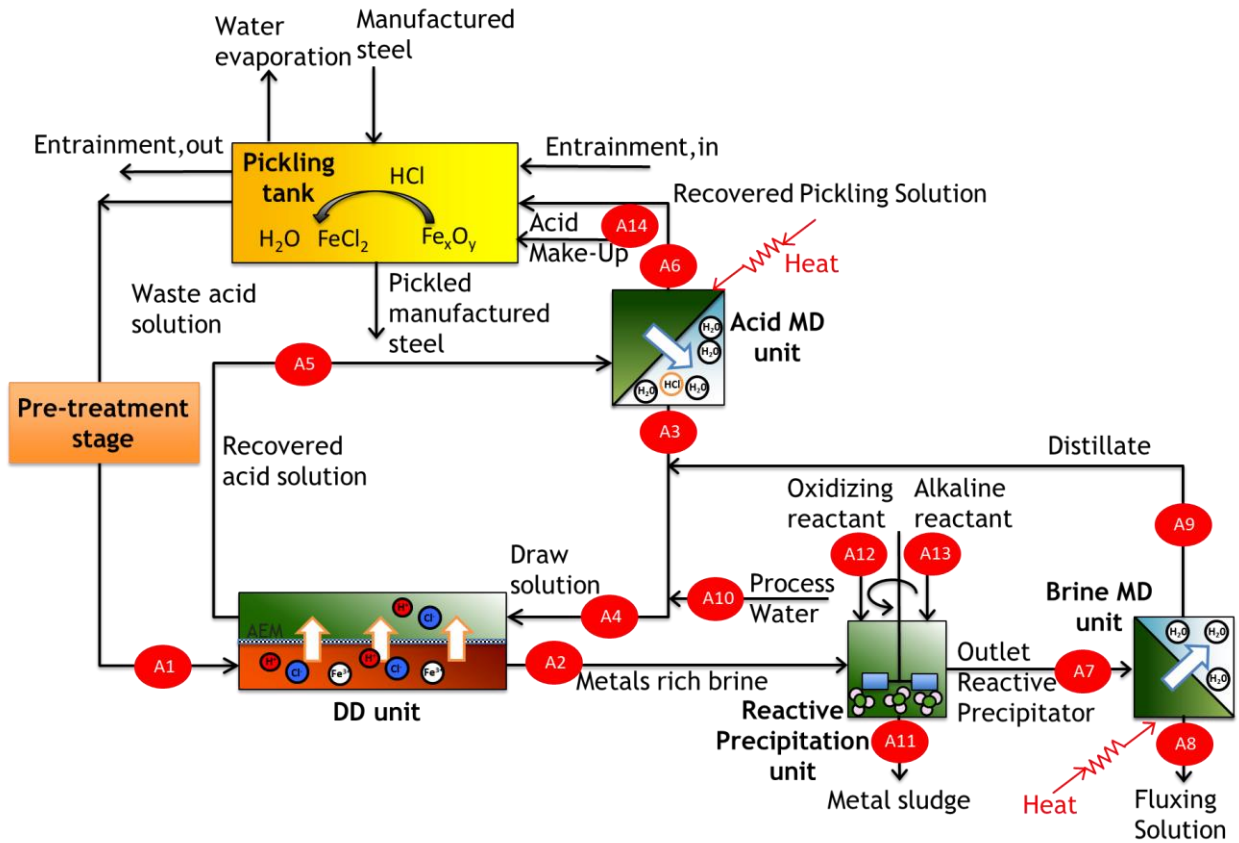 Water
evaporation
Manufactured
steel
Entrainment,out
Entrainment,in
Pickling
tank
HCl
H₂O FeCl₂ FeₓOᵧ
Recovered Pickling Solution
A14
Acid
Make-Up
A6
Heat
Waste acid
solution
Pickled
manufactured
steel
Acid MD
unit
H₂O
H₂O
H₂O HCl H₂O
A5
A3
Pre-treatment
stage
Recovered
acid solution
Distillate
Oxidizing
reactant
Alkaline
reactant
A9
A12
A13
Draw
solution
A4
A10
Process
Water
Brine MD
unit
H₂O
H₂O
H₂O
AEM
H⁺ Cl⁻
H⁺ Cl⁻ Fe³⁺ H⁺ Cl⁻ Fe³⁺
A1
A2
Metals rich brine
DD unit
Outlet
Reactive
Precipitator
A7
Reactive
Precipitation
unit
A11
Metal sludge
A8
Heat
Fluxing
Solution